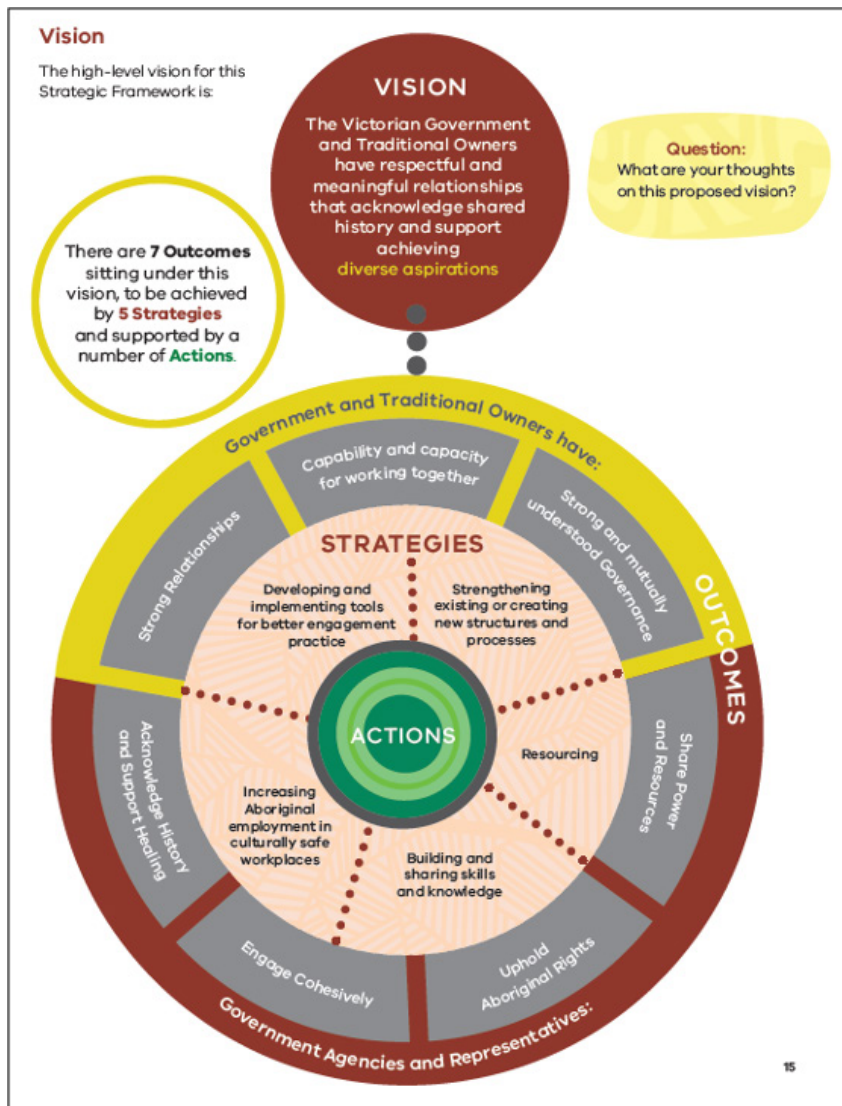 Vision
The high-level vision for this
Strategic Framework is:
VISION
The Victorian Government
and Traditional Owners
have respectful and
meaningful relationships
that acknowledge shared
history and support
achieving
diverse aspirations
Question:
What are your thoughts
on this proposed vision?
There are 7 Outcomes
sitting under this
vision, to be achieved
by 5 Strategies
and supported by a
number of Actions.
Government and Traditional Owners have:
Strong Relationships
Capability and capacity
for working together
Strong and mutually
understood Governance
OUTCOMES
STRATEGIES
Developing and
implementing tools
for better engagement
practice
Strengthening
existing or creating
new structures and
processes
ACTIONS
Resourcing
Increasing
Aboriginal
employment in
culturally safe
workplaces
Building and
sharing skills
and knowledge
Acknowledge History
and Support Healing
Share Power
and Resources
Engage Cohesively
Uphold
Aboriginal Rights
Government Agencies and Representatives:
15